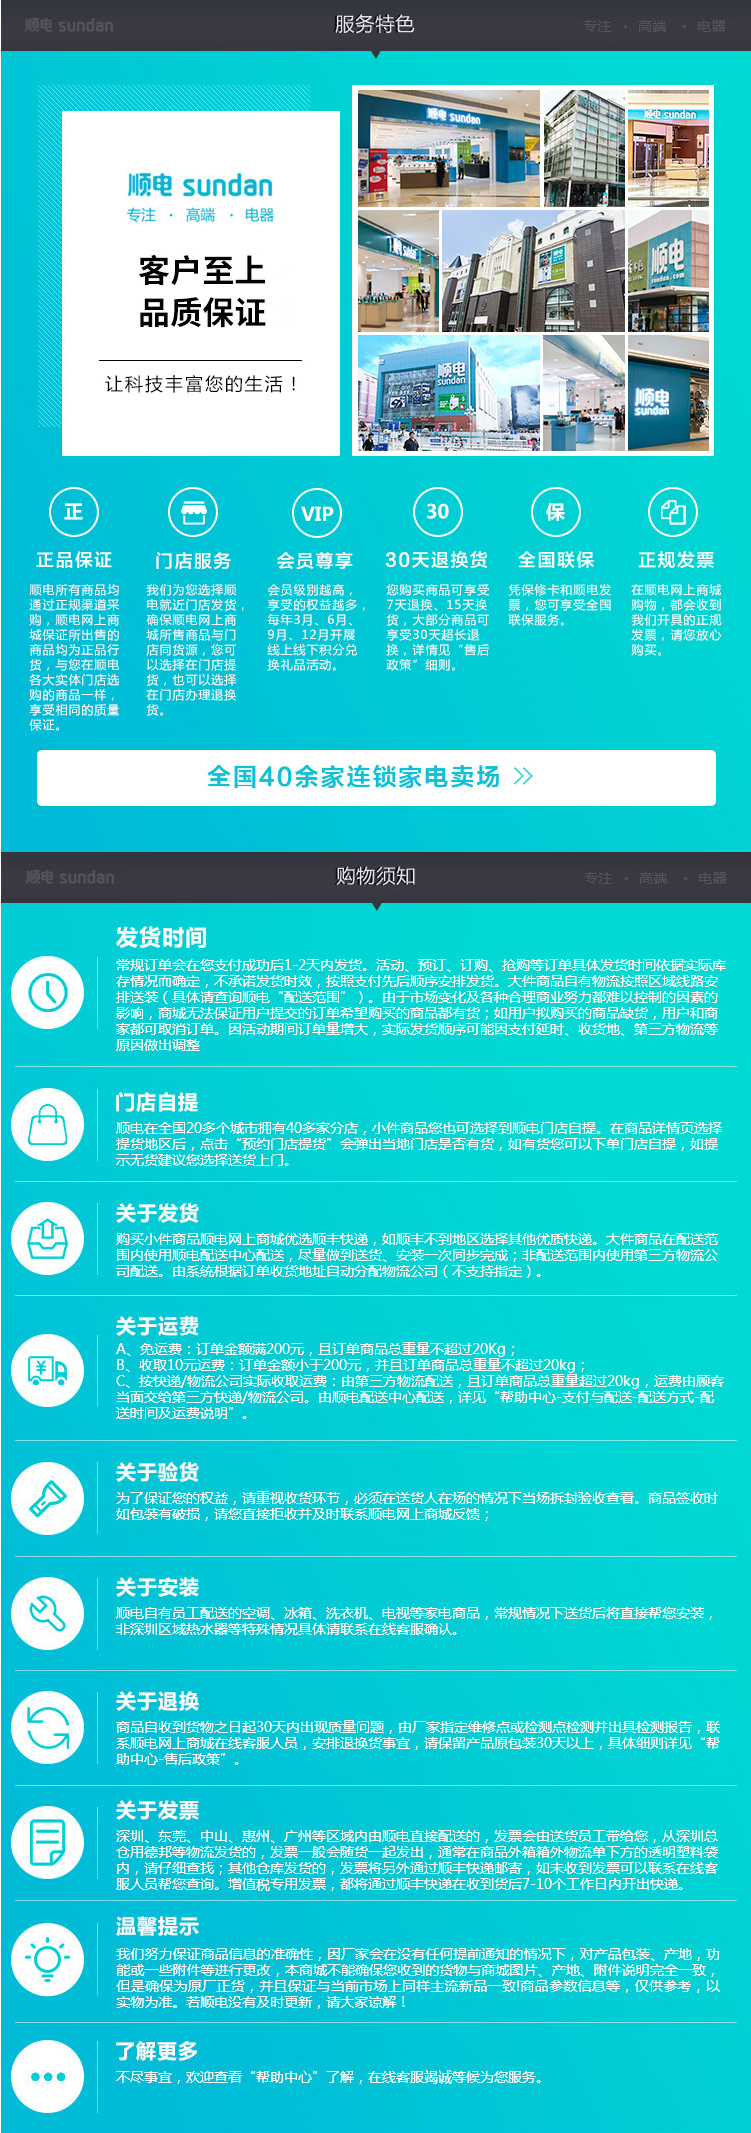 顺电 sundan
服务特色
专注 · 高端 · 电器
顺电 sundan
专注 · 高端 · 电器
客户至上
品质保证
让科技丰富您的生活！
顺电 sundan
顺电
顺电 sundan
顺电
sundan.com
顺电
sundan
顺电
sundan
正
VIP
30
保
正品保证
门店服务
会员尊享
30天退换货
全国联保
正规发票
顺电所有商品均
通过正规渠道采
购，顺电网上商
城保证所出售的
商品均为正品行
货，与您在顺电
各大实体门店选
购的商品一样，
享受相同的质量
保证。
我们为您选择顺
电就近门店发货，
确保顺电网上商
城所售商品与门
店同货源，您可
以选择在门店提
货，也可以选择
在门店办理退换
货。
会员级别越高，
享受的权益越多，
每年3月、6月、
9月、12月开展
线上线下积分兑
换礼品活动。
您购买商品可享受
7天退换、15天换
货，大部分商品可
享受30天超长退
换，详情见“售后
政策”细则。
凭保修卡和顺电发
票，您可享受全国
联保服务。
在顺电网上商城
购物，都会收到
我们开具的正规
发票，请您放心
购买。
全国40余家连锁家电卖场
顺电 sundan
购物须知
专注 · 高端 · 电器
发货时间
常规订单会在您支付成功后1-2天内发货。活动、预订、订购、抢购等订单具体发货时间依据实际库
存情况而确定，不承诺发货时效，按照支付先后顺序安排发货。大件商品自有物流按照区域线路安
排送装（具体请查询顺电“配送范围”）。由于市场变化及各种合理商业努力都难以控制的因素的
影响，商城无法保证用户提交的订单希望购买的商品都有货；如用户拟购买的商品缺货，用户和商
家都可取消订单。因活动期间订单量增大，实际发货顺序可能因支付延时、收货地、第三方物流等
原因做出调整
门店自提
顺电在全国20多个城市拥有40多家分店，小件商品您也可选择到顺电门店自提。在商品详情页选择
提货地区后，点击“预约门店提货”会弹出当地门店是否有货，如有货您可以下单门店自提，如提
示无货建议您选择送货上门。
关于发货
购买小件商品顺电网上商城优选顺丰快递，如顺丰不到地区选择其他优质快递。大件商品在配送范
围内使用顺电配送中心配送，尽量做到送货、安装一次同步完成；非配送范围内使用第三方物流公
司配送。由系统根据订单收货地址自动分配物流公司（不支持指定）。
关于运费
A、免运费：订单金额满200元，且订单商品总重量不超过20Kg；
B、收取10元运费：订单金额小于200元，并且订单商品总重量不超过20kg；
C、按快递/物流公司实际收取运费：由第三方物流配送，且订单商品总重量超过20kg，运费由顾客
当面交给第三方快递/物流公司。由顺电配送中心配送，详见“帮助中心-支付与配送-配送方式-配
送时间及运费说明”。
关于验货
为了保证您的权益，请重视收货环节，必须在送货人在场的情况下当场拆封验收查看。商品签收时
如包装有破损，请您直接拒收并及时联系顺电网上商城反馈；
关于安装
顺电自有员工配送的空调、冰箱、洗衣机、电视等家电商品，常规情况下送货后将直接帮您安装，
非深圳区域热水器等特殊情况具体请联系在线客服确认。
关于退换
商品自收到货物之日起30天内出现质量问题，由厂家指定维修点或检测点检测并出具检测报告，联
系顺电网上商城在线客服人员，安排退换货事宜，请保留产品原包装30天以上，具体细则详见“帮
助中心-售后政策”。
关于发票
深圳、东莞、中山、惠州、广州等区域内由顺电直接配送的，发票会由送货员工带给您，从深圳总
仓用德邦等物流发货的，发票一般会随货一起发出，通常在商品外箱箱外物流单下方的透明塑料袋
内，请仔细查找；其他仓库发货的，发票将另外通过顺丰快递邮寄，如未收到发票可以联系在线客
服人员帮您查询。增值税专用发票，都将通过顺丰快递在收到货后7-10个工作日内开出快递。
温馨提示
我们努力保证商品信息的准确性，因厂家会在没有任何提前通知的情况下，对产品包装、产地，功
能或一些附件等进行更改，本商城不能确保您收到的货物与商城图片、产地、附件说明完全一致，
但是确保为原厂正货，并且保证与当前市场上同样主流新品一致!商品参数信息等，仅供参考，以
实物为准。若顺电没有及时更新，请大家谅解！
了解更多
不尽事宜，欢迎查看“帮助中心”了解，在线客服竭诚等候为您服务。